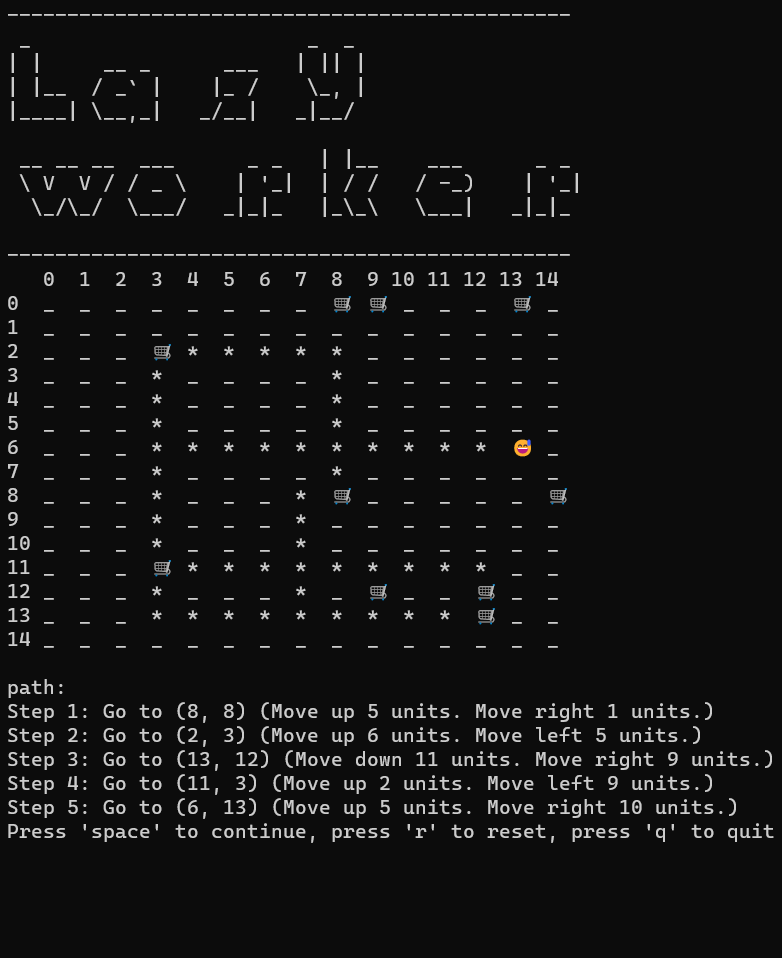 Lazy
worker
0 1 2 3 4 5 6 7 8 9 10 11 12 13 14
0 _ _ _ _ _ _ _ _ 🛒 🛒 _ _ _ 🛒 _
1 _ _ _ _ _ _ _ _ _ _ _ _ _ _ _
2 _ _ _ 🛒 * * * * * _ _ _ _ _ _
3 _ _ _ * _ _ _ _ * _ _ _ _ _ _
4 _ _ _ * _ _ _ _ * _ _ _ _ _ _
5 _ _ _ * _ _ _ _ * _ _ _ _ _ _
6 _ _ _ * * * * * * * * * * 😅 _
7 _ _ _ * _ _ _ _ * _ _ _ _ _ _
8 _ _ _ * _ _ _ * 🛒 _ _ _ _ _ 🛒
9 _ _ _ * _ _ _ * _ _ _ _ _ _ _
10 _ _ _ * _ _ _ * _ _ _ _ _ _ _
11 _ _ _ 🛒 * * * * * * * * * _ _
12 _ _ _ * _ _ _ * _ 🛒 _ _ 🛒 _ _
13 _ _ _ * * * * * * * * * 🛒 _ _
14 _ _ _ _ _ _ _ _ _ _ _ _ _ _ _
path:
Step 1: Go to (8, 8) (Move up 5 units. Move right 1 units.)
Step 2: Go to (2, 3) (Move up 6 units. Move left 5 units.)
Step 3: Go to (13, 12) (Move down 11 units. Move right 9 units.)
Step 4: Go to (11, 3) (Move up 2 units. Move left 9 units.)
Step 5: Go to (6, 13) (Move up 5 units. Move right 10 units.)
Press 'space' to continue, press 'r' to reset, press 'q' to quit